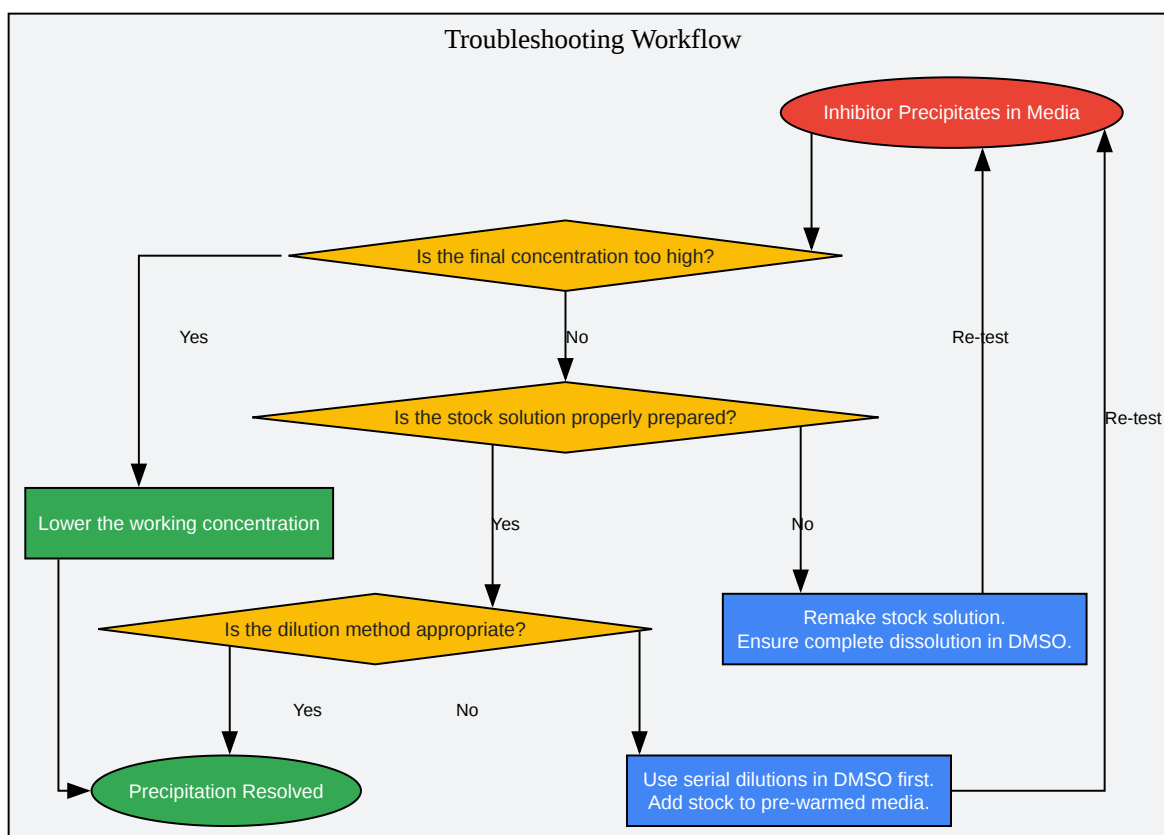 Troubleshooting Workflow
Inhibitor Precipitates in Media
Is the final concentration too high?
Yes
No
Re-test
Is the stock solution properly prepared?
Re-test
Lower the working concentration
Yes
No
Remake stock solution.
Ensure complete dissolution in DMSO.
Is the dilution method appropriate?
Yes
No
Use serial dilutions in DMSO first.
Add stock to pre-warmed media.
Precipitation Resolved